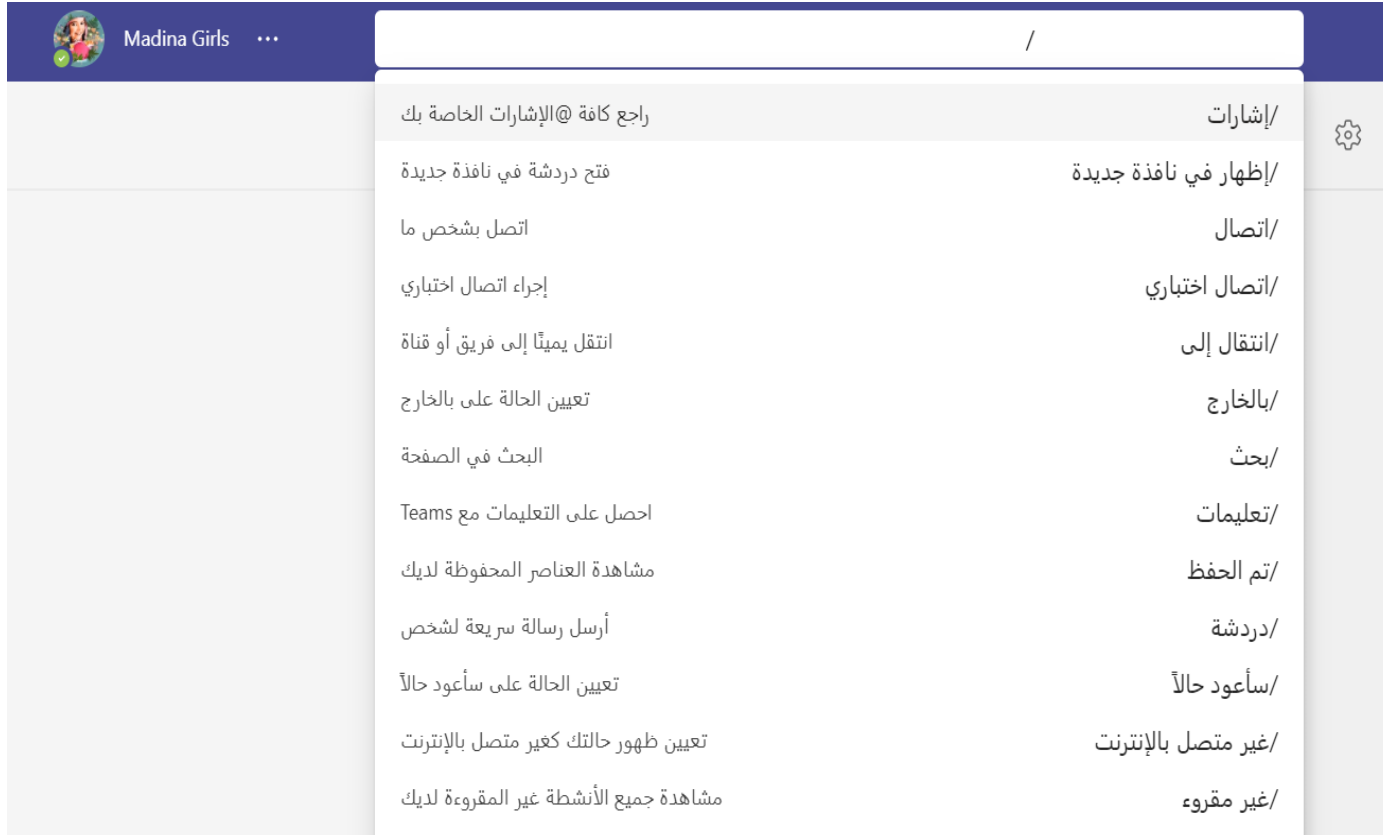 Madina Girls ...
/
/إشارات راجع كافة @الإشارات الخاصة بك
/إظهار في نافذة جديدة فتح دردشة في نافذة جديدة
/اتصال اتصل بشخص ما
/اتصال اختباري إجراء اتصال اختباري
/انتقال إلى انتقل يمينًا إلى فريق أو قناة
/بالخارج تعيين الحالة على بالخارج
/بحث البحث في الصفحة
/تعليمات احصل على التعليمات مع Teams
/تم الحفظ مشاهدة العناصر المحفوظة لديك
/دردشة أرسل رسالة سريعة لشخص
/سأعود حالاً تعيين الحالة على سأعود حالاً
/غير متصل بالإنترنت تعيين ظهور حالتك كغير متصل بالإنترنت
/غير مقروء مشاهدة جميع الأنشطة غير المقروءة لديك